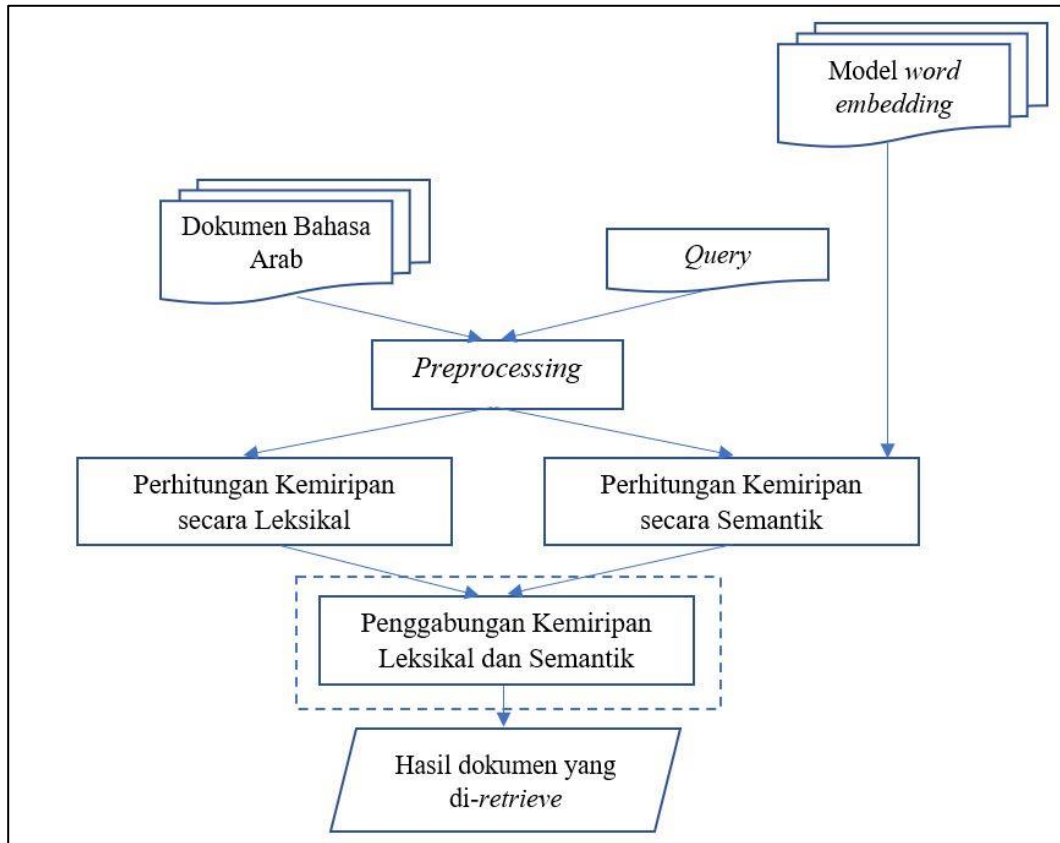 Model word
embedding
Dokumen Bahasa
Arab
Query
Preprocessing
Perhitungan Kemiripan
secara Leksikal
Perhitungan Kemiripan
secara Semantik
Penggabungan Kemiripan
Leksikal dan Semantik
Hasil dokumen yang
di-retrieve